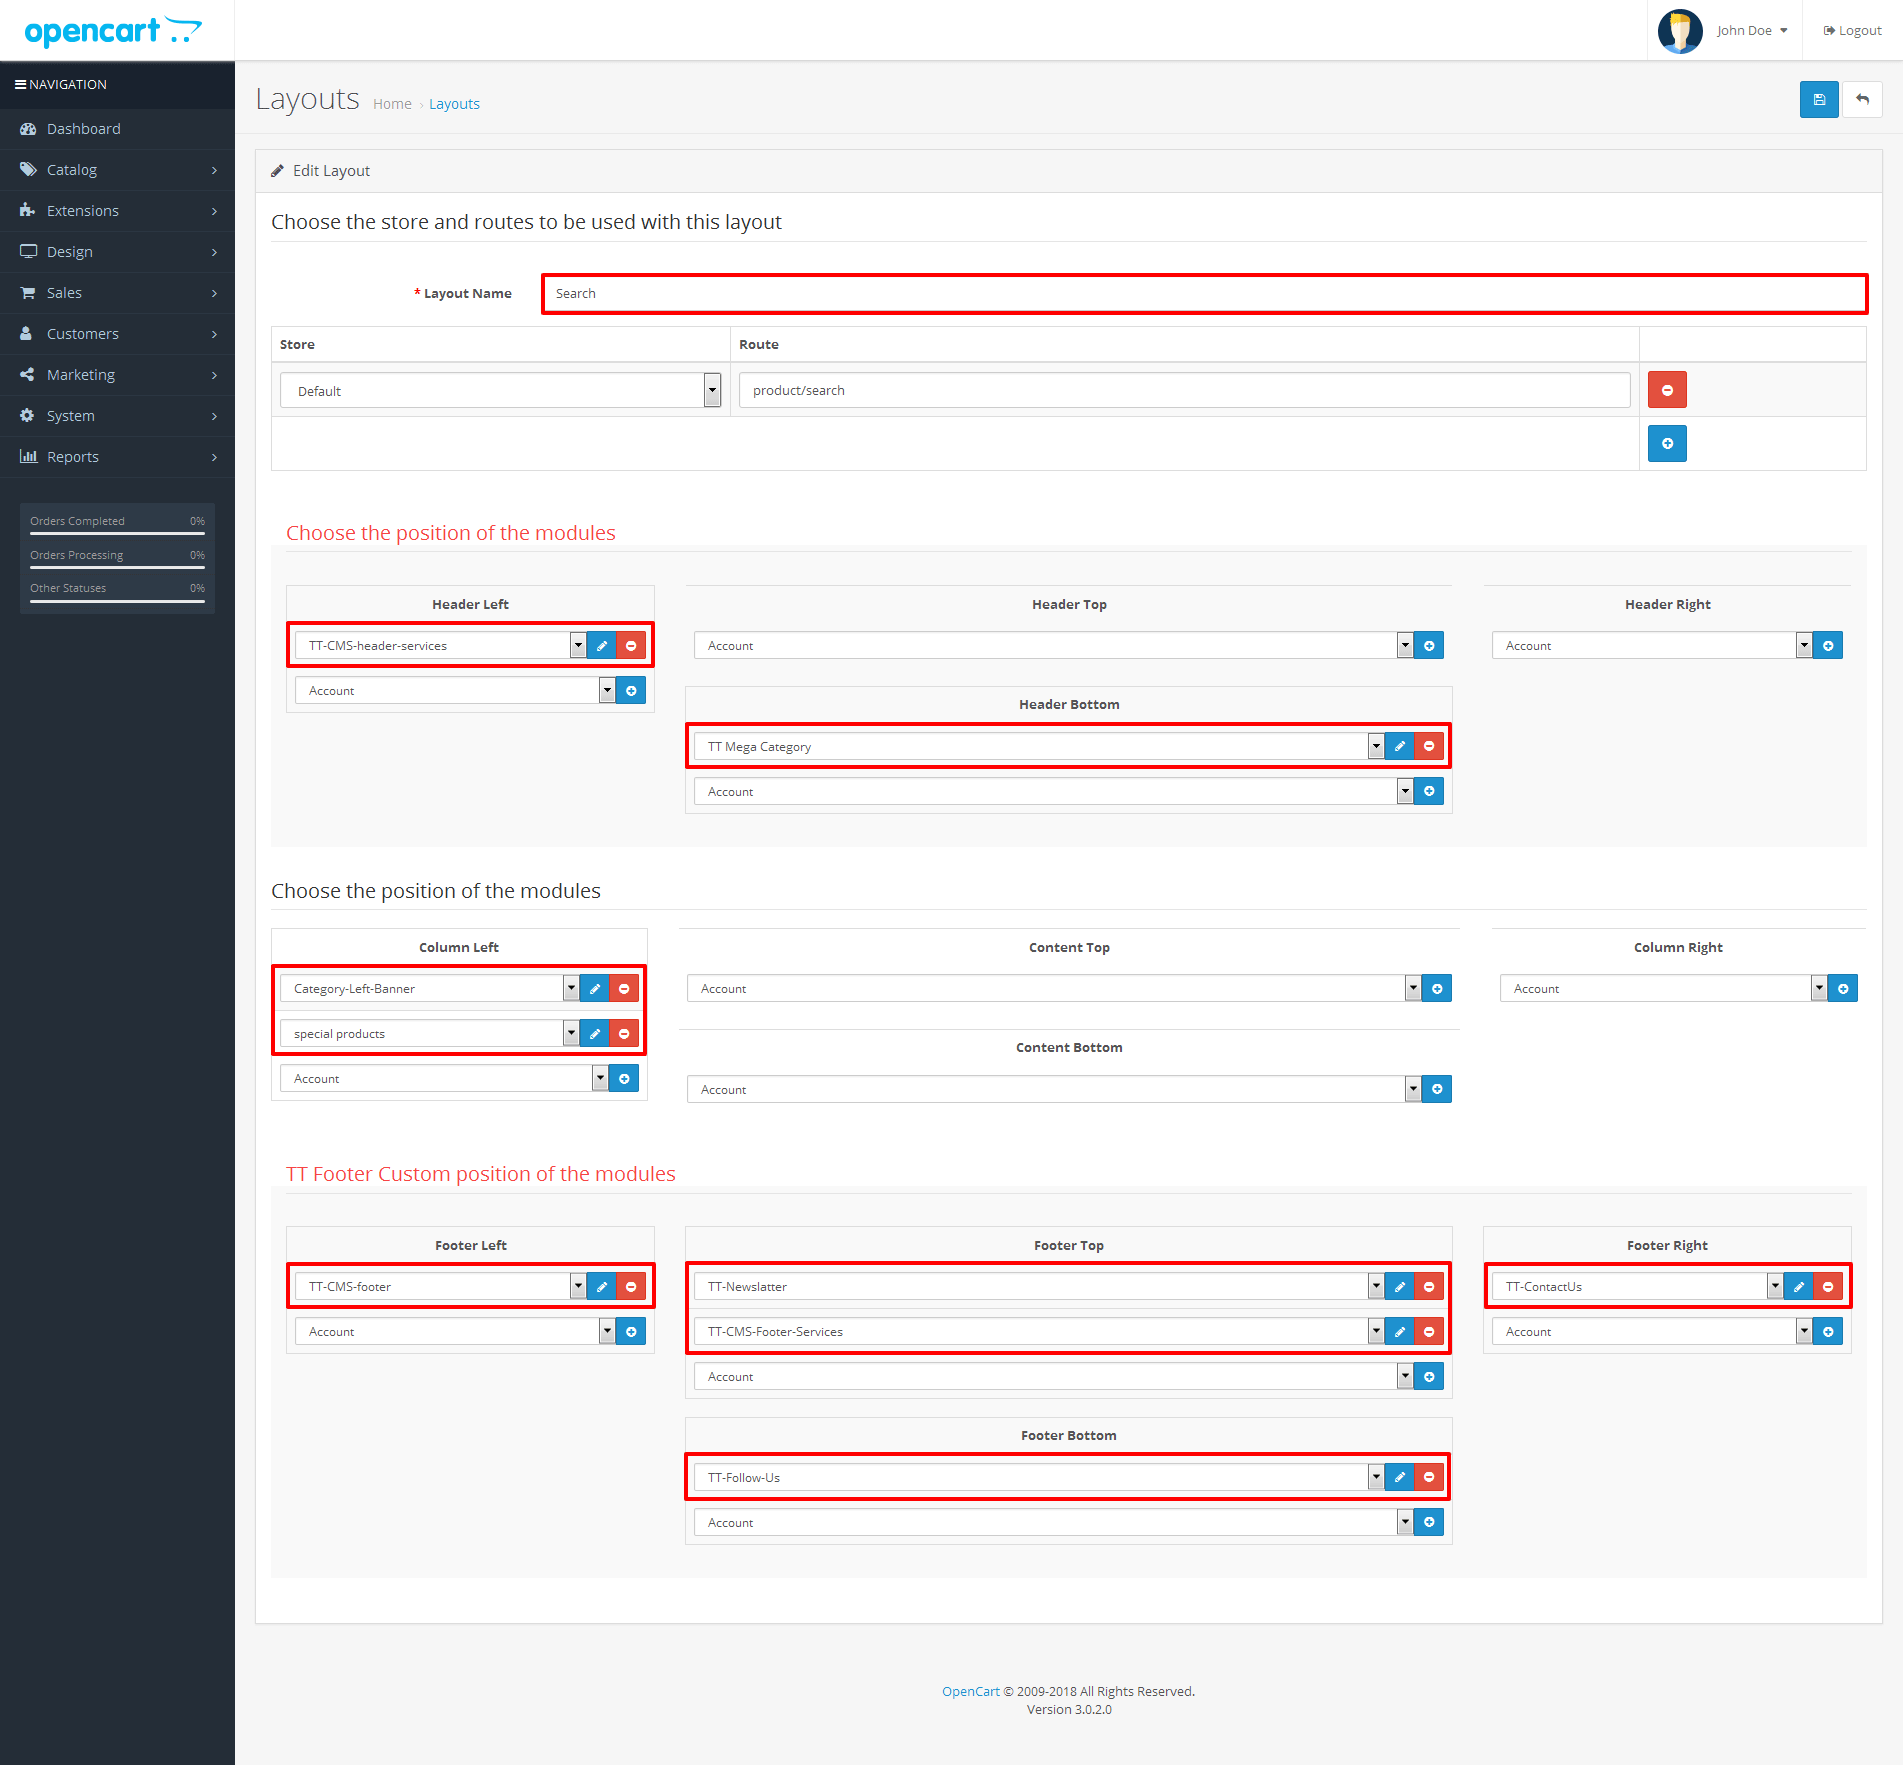 opencart
John Doe
Logout
NAVIGATION
Dashboard
Catalog
Extensions
Design
Sales
Customers
Marketing
System
Reports
Orders Completed 0%
Orders Processing 0%
Other Statuses 0%
Layouts Home › Layouts
Edit Layout
Choose the store and routes to be used with this layout
* Layout Name Search
Store Route
Default product/search
Choose the position of the modules
Header Left
TT-CMS-header-services
Account
Header Top
Account
Header Bottom
TT Mega Category
Account
Header Right
Account
Choose the position of the modules
Column Left
Category-Left-Banner
special products
Account
Content Top
Account
Content Bottom
Account
Column Right
Account
TT Footer Custom position of the modules
Footer Left
TT-CMS-footer
Account
Footer Top
TT-Newslatter
TT-CMS-Footer-Services
Account
Footer Bottom
TT-Follow-Us
Account
Footer Right
TT-ContactUs
Account
OpenCart © 2009-2018 All Rights Reserved.
Version 3.0.2.0